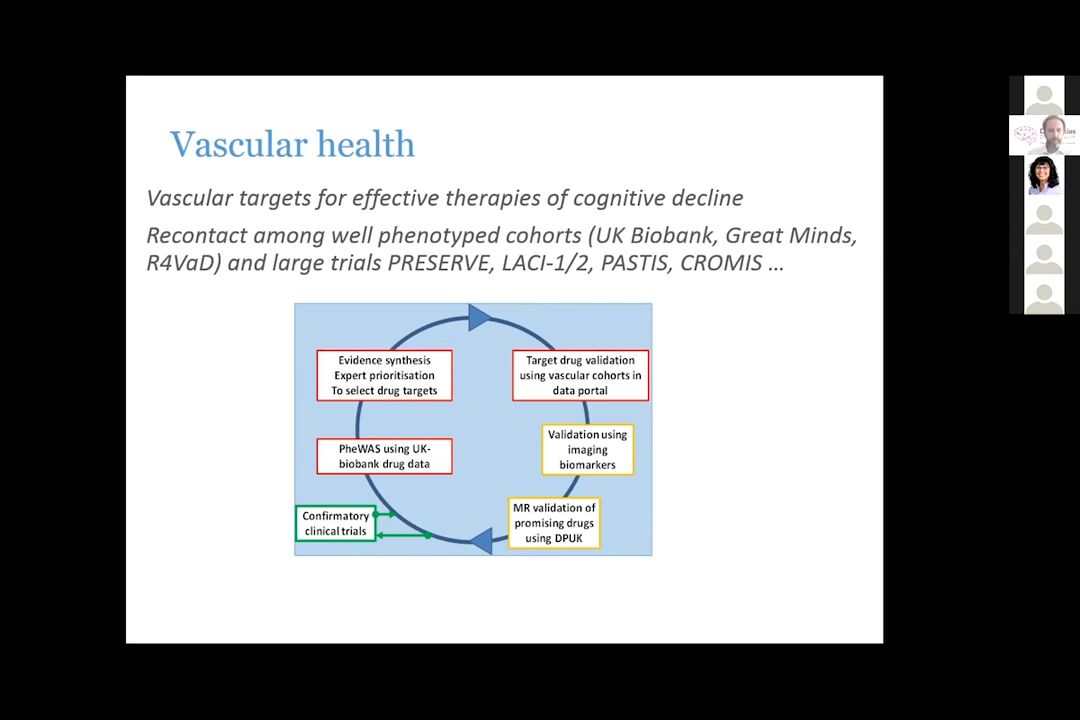 Vascular health
Vascular targets for effective therapies of cognitive decline
Recontact among well phenotyped cohorts (UK Biobank, Great Minds,
R4VaD) and large trials PRESERVE, LACI-1/2, PASTIS, CROMIS ...
Evidence synthesis
Expert prioritisation
To select drug targets
Target drug validation
using vascular cohorts in
data portal
PheWAS using UK-
biobank drug data
Validation using
imaging
biomarkers
Confirmatory
clinical trials
MR validation of
promising drugs
using DPUK